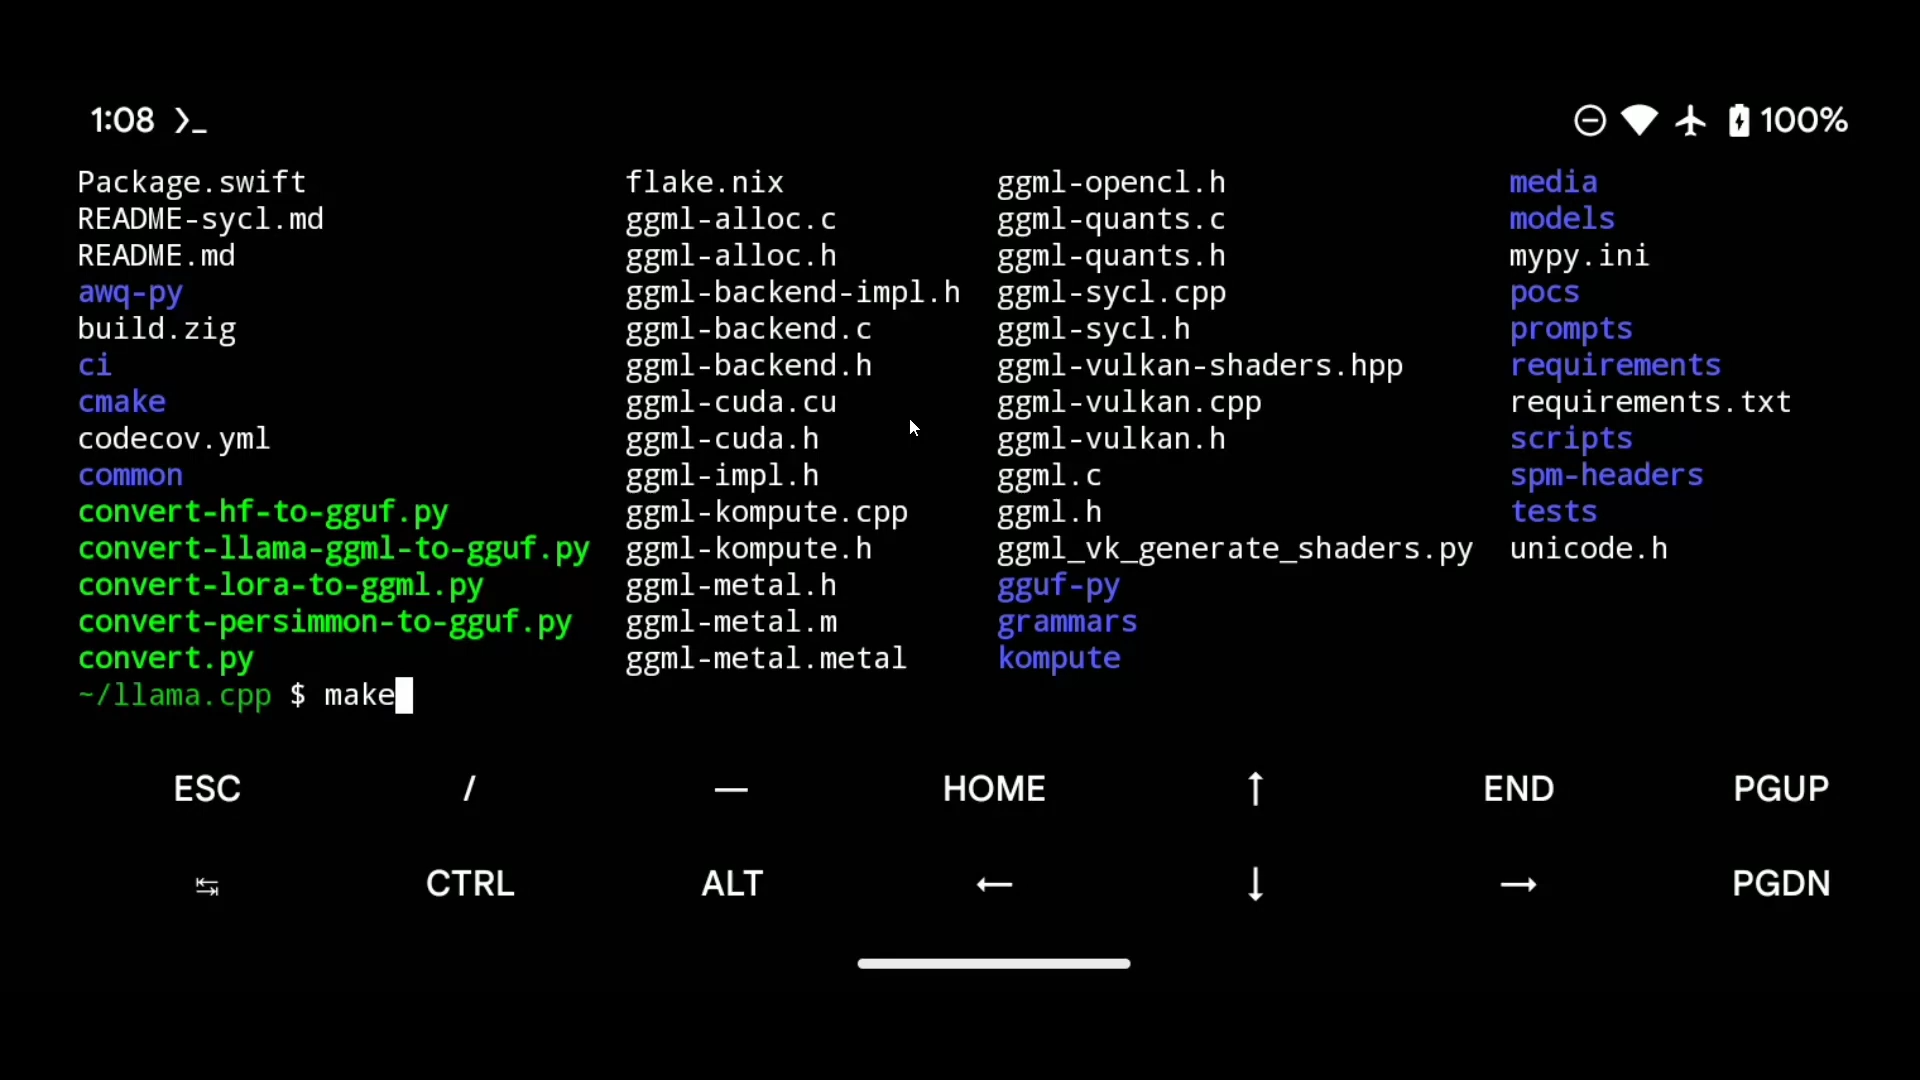 1:08
100%
Package.swift flake.nix ggml-opencl.h media
README-sycl.md ggml-alloc.c ggml-quants.c models
README.md ggml-alloc.h ggml-quants.h mypy.ini
awq-py ggml-backend-impl.h ggml-sycl.cpp pocs
build.zig ggml-backend.c ggml-sycl.h prompts
ci ggml-backend.h ggml-vulkan-shaders.hpp requirements
cmake ggml-cuda.cu ggml-vulkan.cpp requirements.txt
codecov.yml ggml-cuda.h ggml-vulkan.h scripts
common ggml-impl.h ggml.c spm-headers
convert-hf-to-gguf.py ggml-kompute.cpp ggml.h tests
convert-llama-ggml-to-gguf.py ggml-kompute.h ggml_vk_generate_shaders.py unicode.h
convert-lora-to-ggml.py ggml-metal.h gguf-py
convert-persimmon-to-gguf.py ggml-metal.m grammars
convert.py ggml-metal.metal kompute
~/llama.cpp $ make
ESC / — HOME ↑ END PGUP
↹ CTRL ALT ← ↓ → PGDN